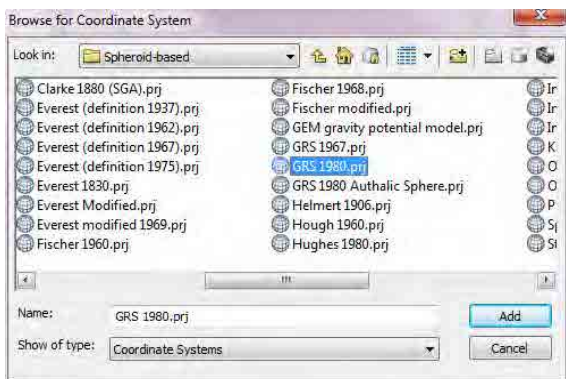 Browse for Coordinate System
Look in: Spheroid-based
Clarke 1880 (SGA).prj
Everest (definition 1937).prj
Everest (definition 1962).prj
Everest (definition 1967).prj
Everest (definition 1975).prj
Everest 1830.prj
Everest Modified.prj
Everest modified 1969.prj
Fischer 1960.prj
Fischer 1968.prj
Fischer modified.prj
GEM gravity potential model.prj
GRS 1967.prj
GRS 1980.prj
GRS 1980 Authalic Sphere.prj
Helmert 1906.prj
Hough 1960.prj
Hughes 1980.prj
Name: GRS 1980.prj
Add
Show of type: Coordinate Systems
Cancel